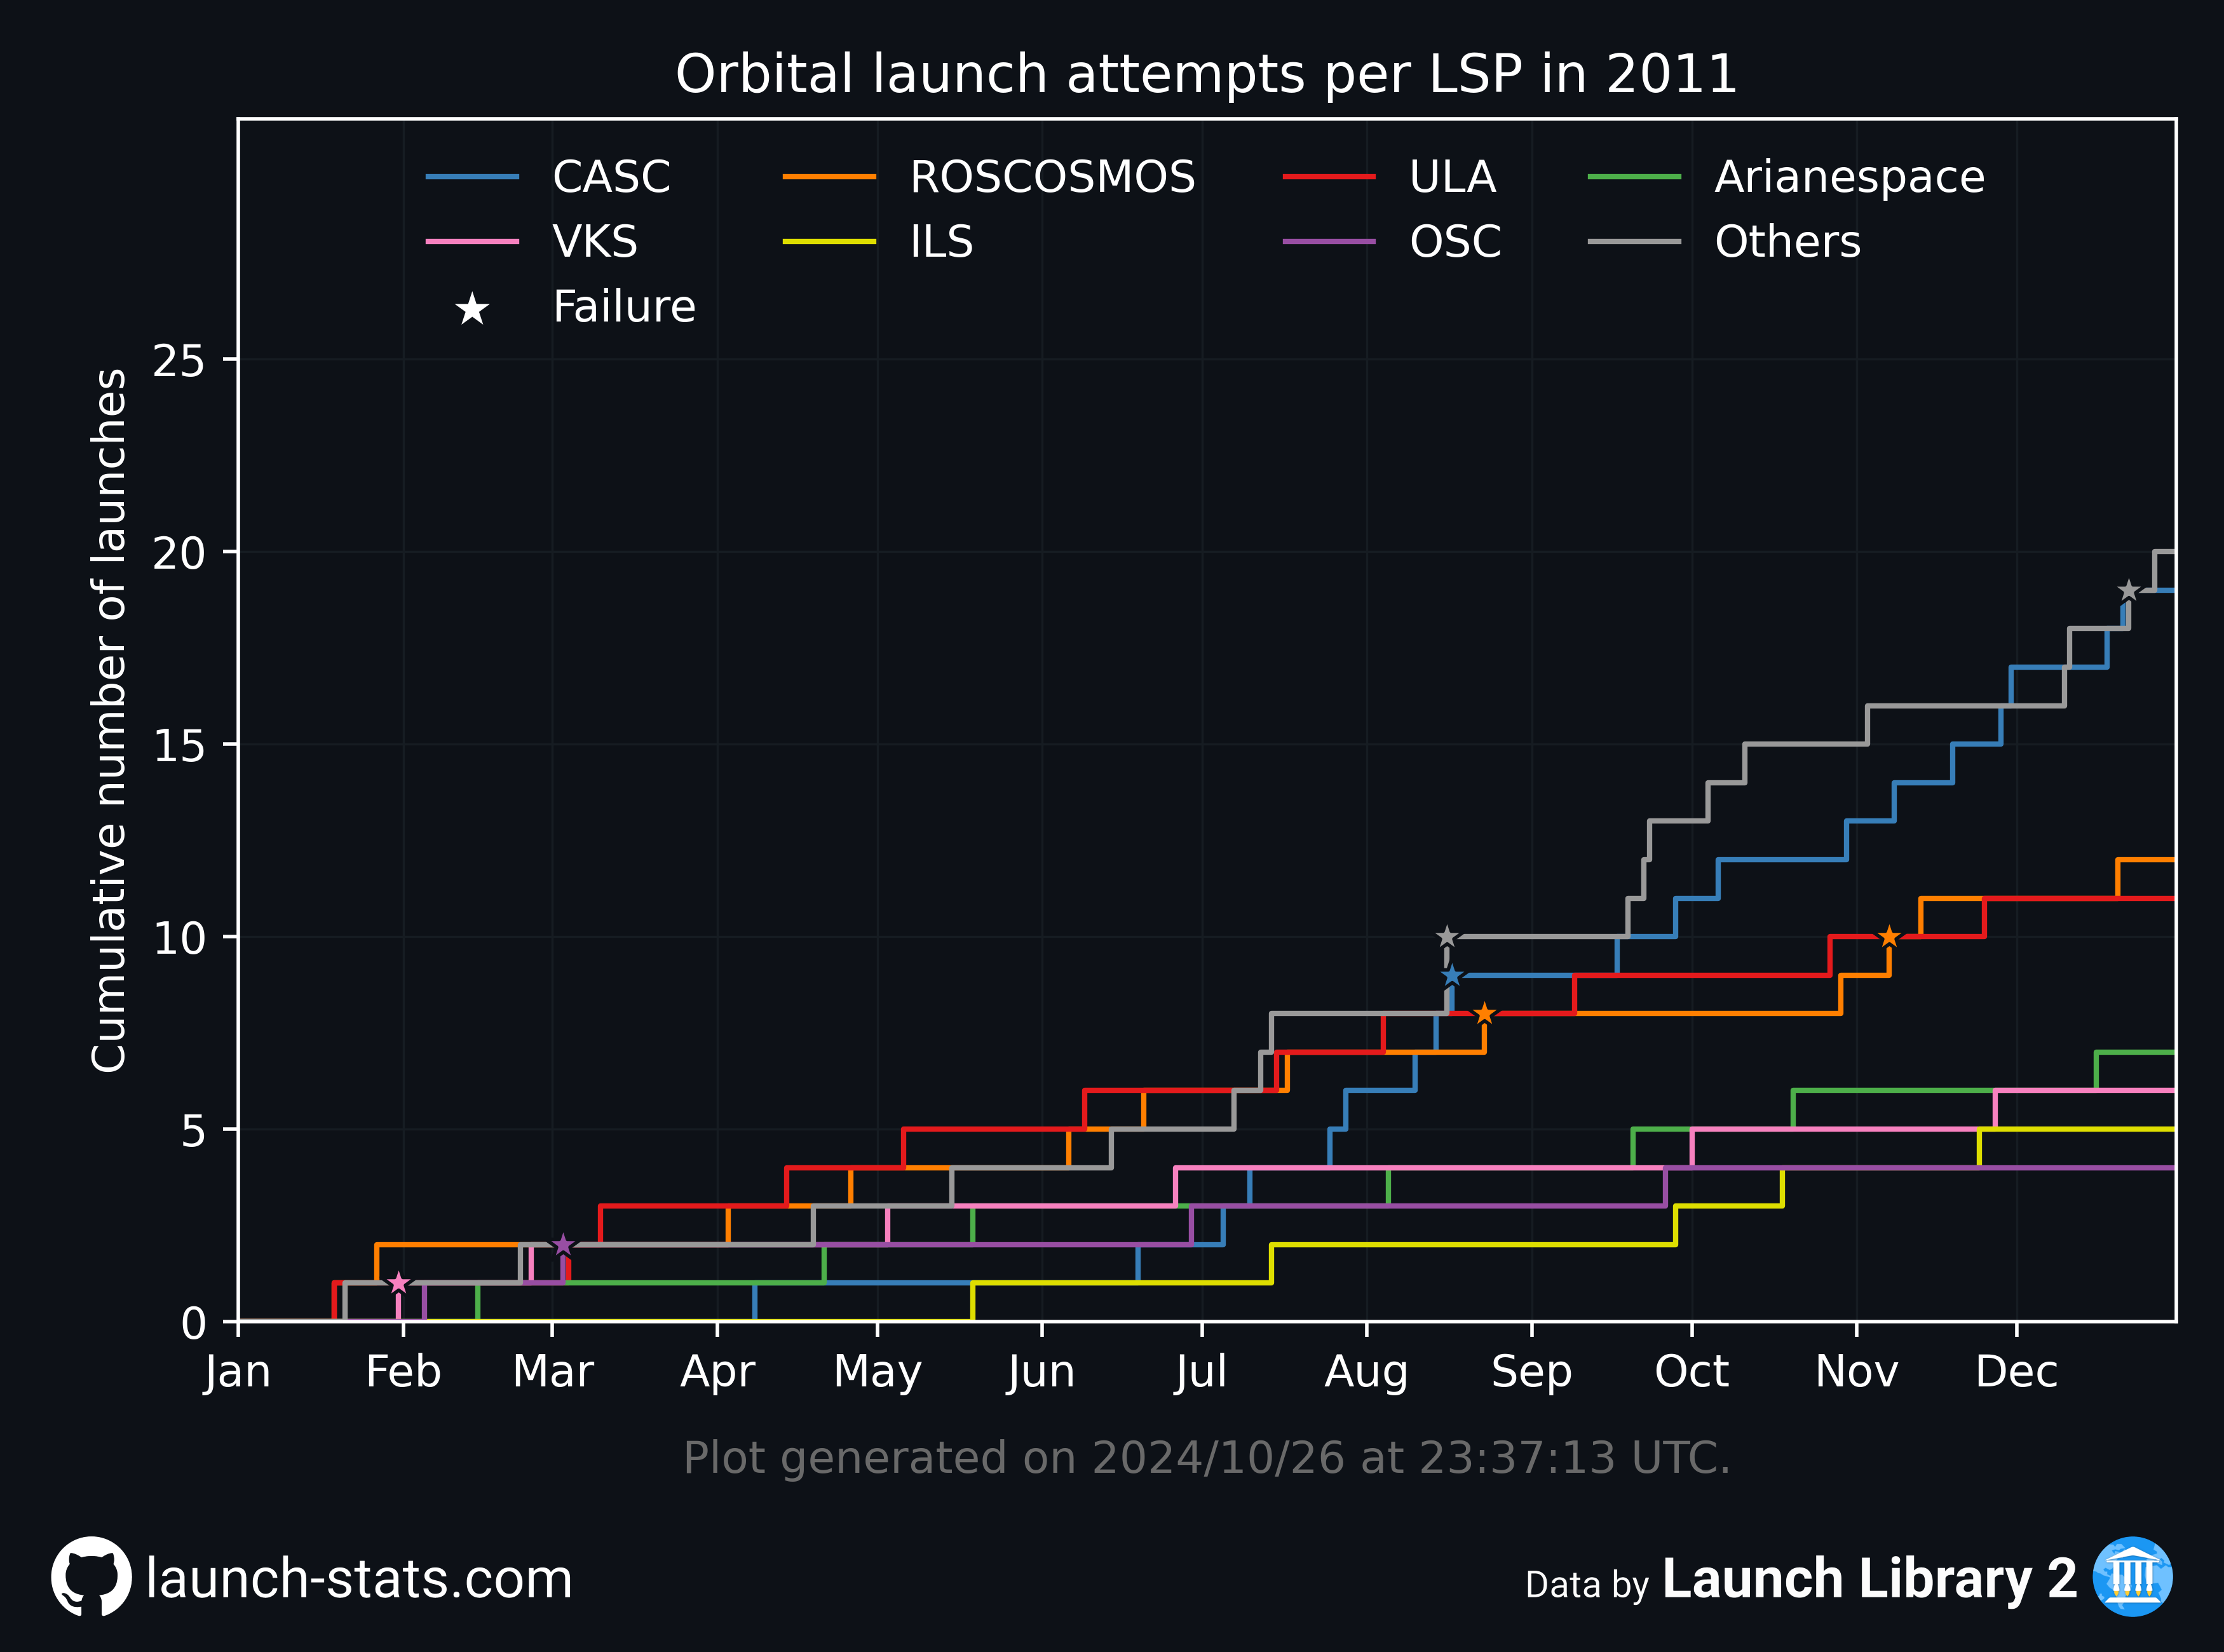 Orbital launch attempts per LSP in 2011
CASC ROSCOSMOS ULA Arianespace
VKS ILS OSC Others
Failure
Cumulative number of launches
25
20
15
10
5
0
Jan Feb Mar Apr May Jun Jul Aug Sep Oct Nov Dec
Plot generated on 2024/10/26 at 23:37:13 UTC.
launch-stats.com
Data by Launch Library 2